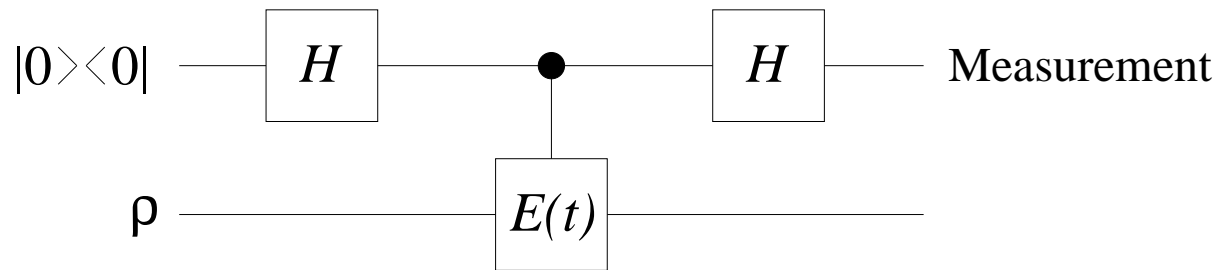 |0><0| H H Measurement
ρ E(t)